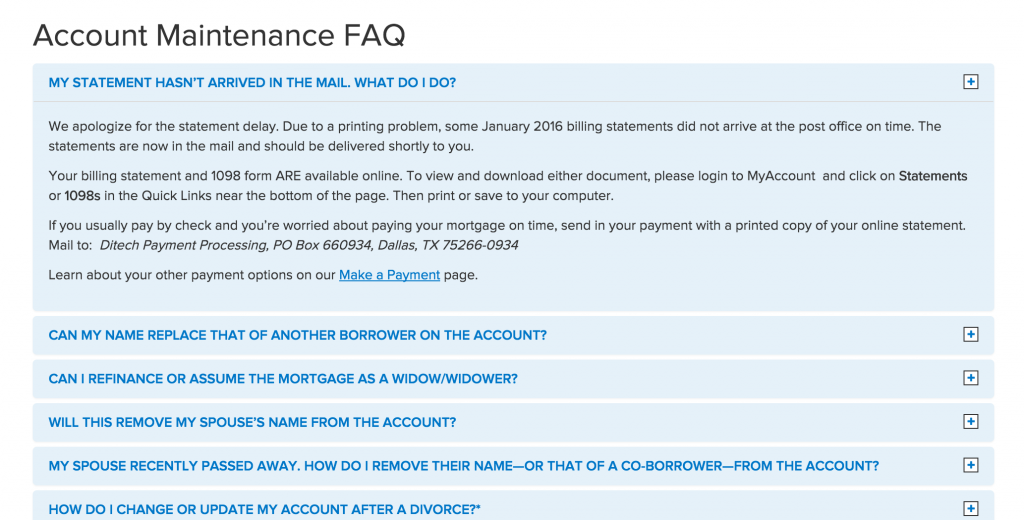 Account Maintenance FAQ
MY STATEMENT HASN'T ARRIVED IN THE MAIL. WHAT DO I DO?
We apologize for the statement delay. Due to a printing problem, some January 2016 billing statements did not arrive at the post office on time. The
statements are now in the mail and should be delivered shortly to you.
Your billing statement and 1098 form ARE available online. To view and download either document, please login to MyAccount and click on Statements
or 1098s in the Quick Links near the bottom of the page. Then print or save to your computer.
If you usually pay by check and you're worried about paying your mortgage on time, send in your payment with a printed copy of your online statement.
Mail to: Ditech Payment Processing, PO Box 660934, Dallas, TX 75266-0934
Learn about your other payment options on our Make a Payment page.
CAN MY NAME REPLACE THAT OF ANOTHER BORROWER ON THE ACCOUNT?
CAN I REFINANCE OR ASSUME THE MORTGAGE AS A WIDOW/WIDOWER?
WILL THIS REMOVE MY SPOUSE'S NAME FROM THE ACCOUNT?
MY SPOUSE RECENTLY PASSED AWAY. HOW DO I REMOVE THEIR NAME—OR THAT OF A CO-BORROWER—FROM THE ACCOUNT?
HOW DO I CHANGE OR UPDATE MY ACCOUNT AFTER A DIVORCE?*